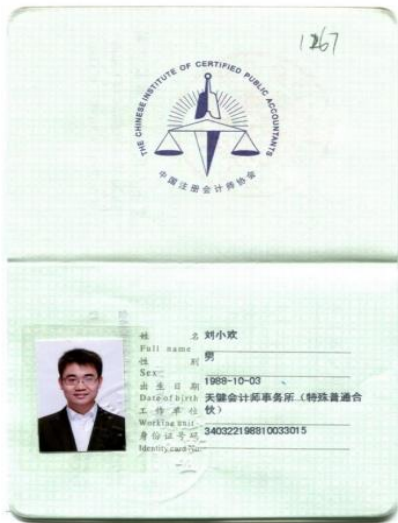 1267
THE CHINESE INSTITUTE OF CERTIFIED PUBLIC ACCOUNTANTS
中国注册会计师协会
姓 名 刘小欢
Full name
性 别 男
Sex
出生日期 1988-10-03
Date of birth
工作单位 天健会计师事务所（特殊普通合
Working unit 伙）
身份证号码 340322198810033015
Identity card No.